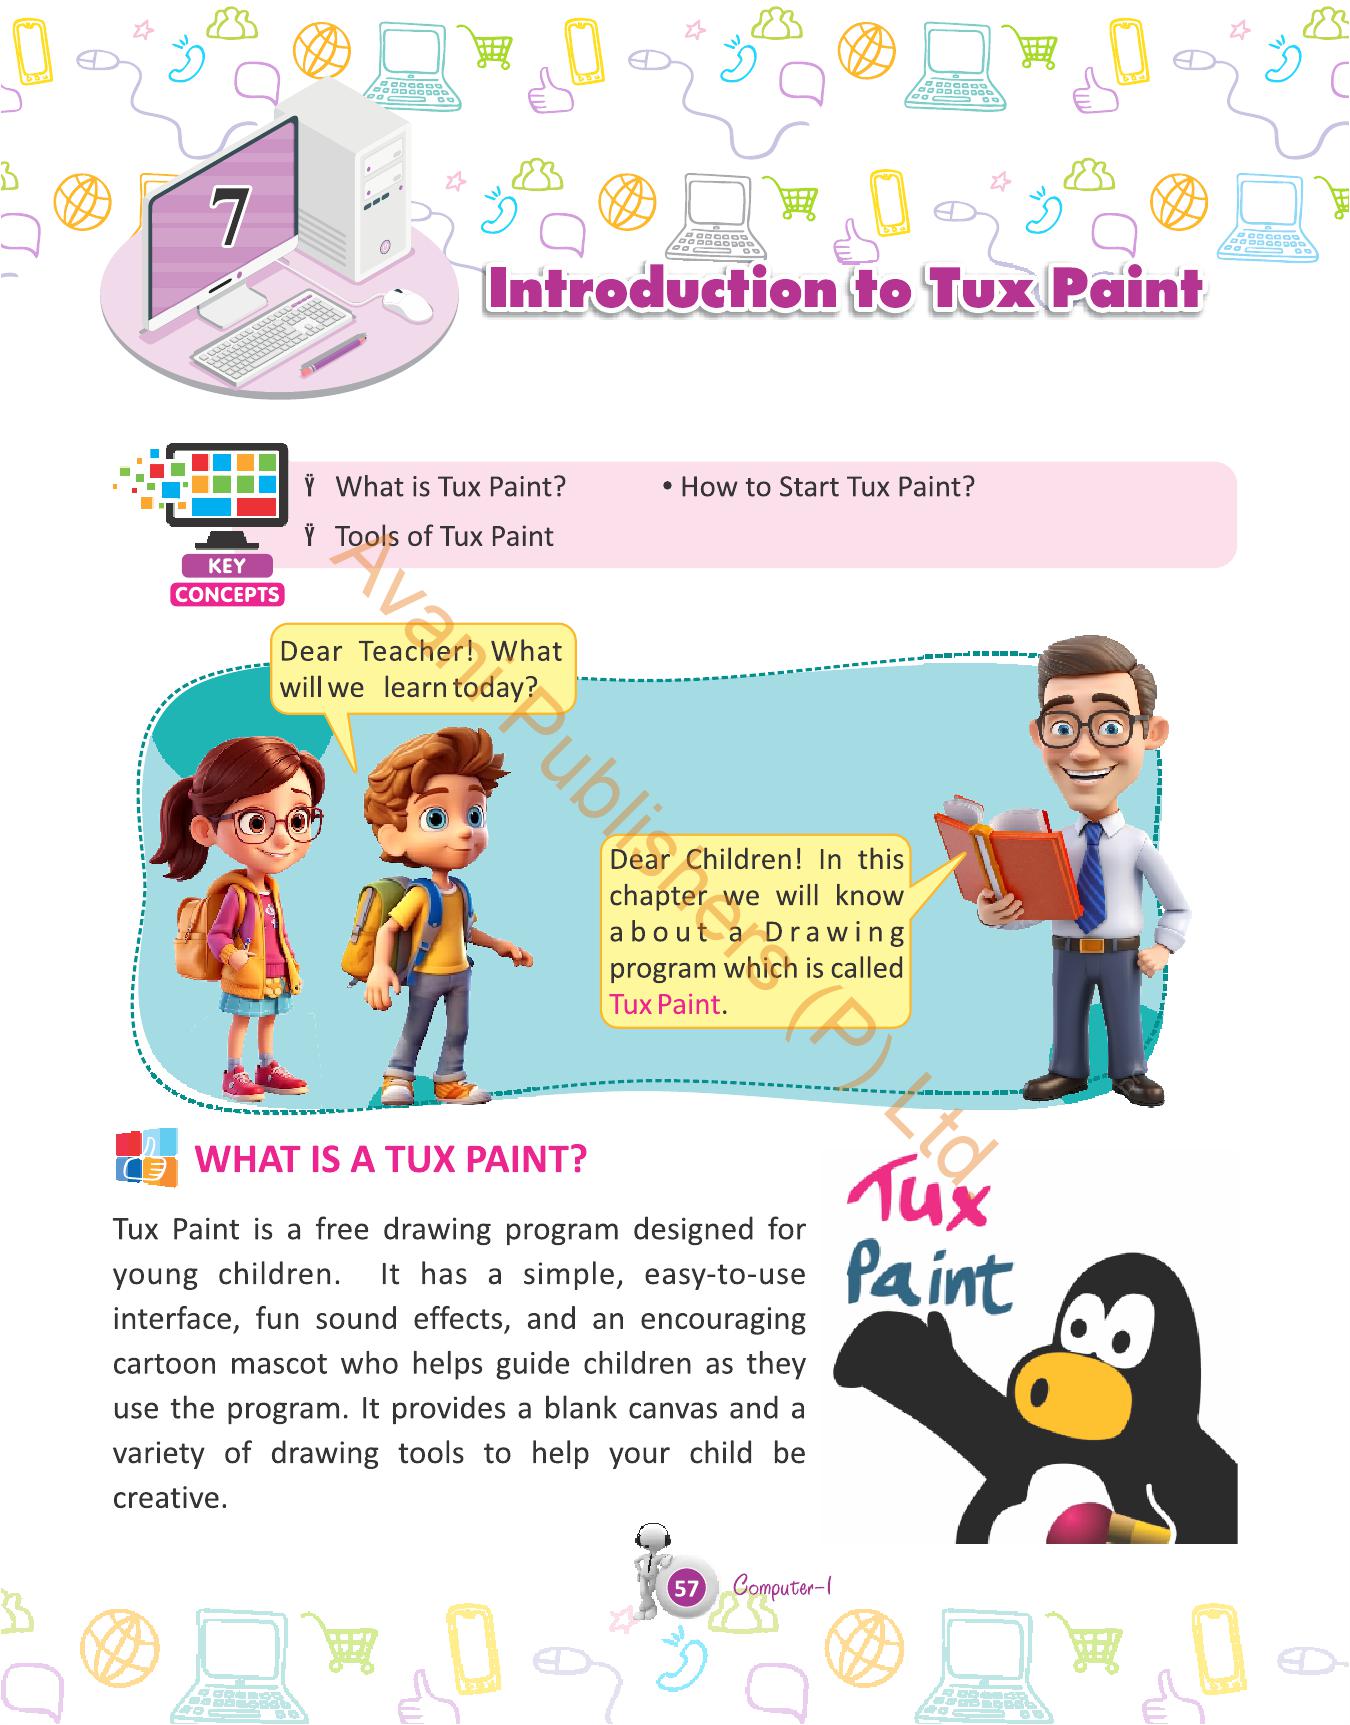 7
Introduction to Tux Paint
Ÿ What is Tux Paint? • How to Start Tux Paint?
Ÿ Tools of Tux Paint
KEY
CONCEPTS
Dear Teacher! What
will we learn today?
Dear Children! In this
chapter we will know
about a Drawing
program which is called
Tux Paint.
Avani Publishers (P) Ltd.
WHAT IS A TUX PAINT?
Tux
Paint
Tux Paint is a free drawing program designed for
young children. It has a simple, easy-to-use
interface, fun sound effects, and an encouraging
cartoon mascot who helps guide children as they
use the program. It provides a blank canvas and a
variety of drawing tools to help your child be
creative.
57 Computer-1